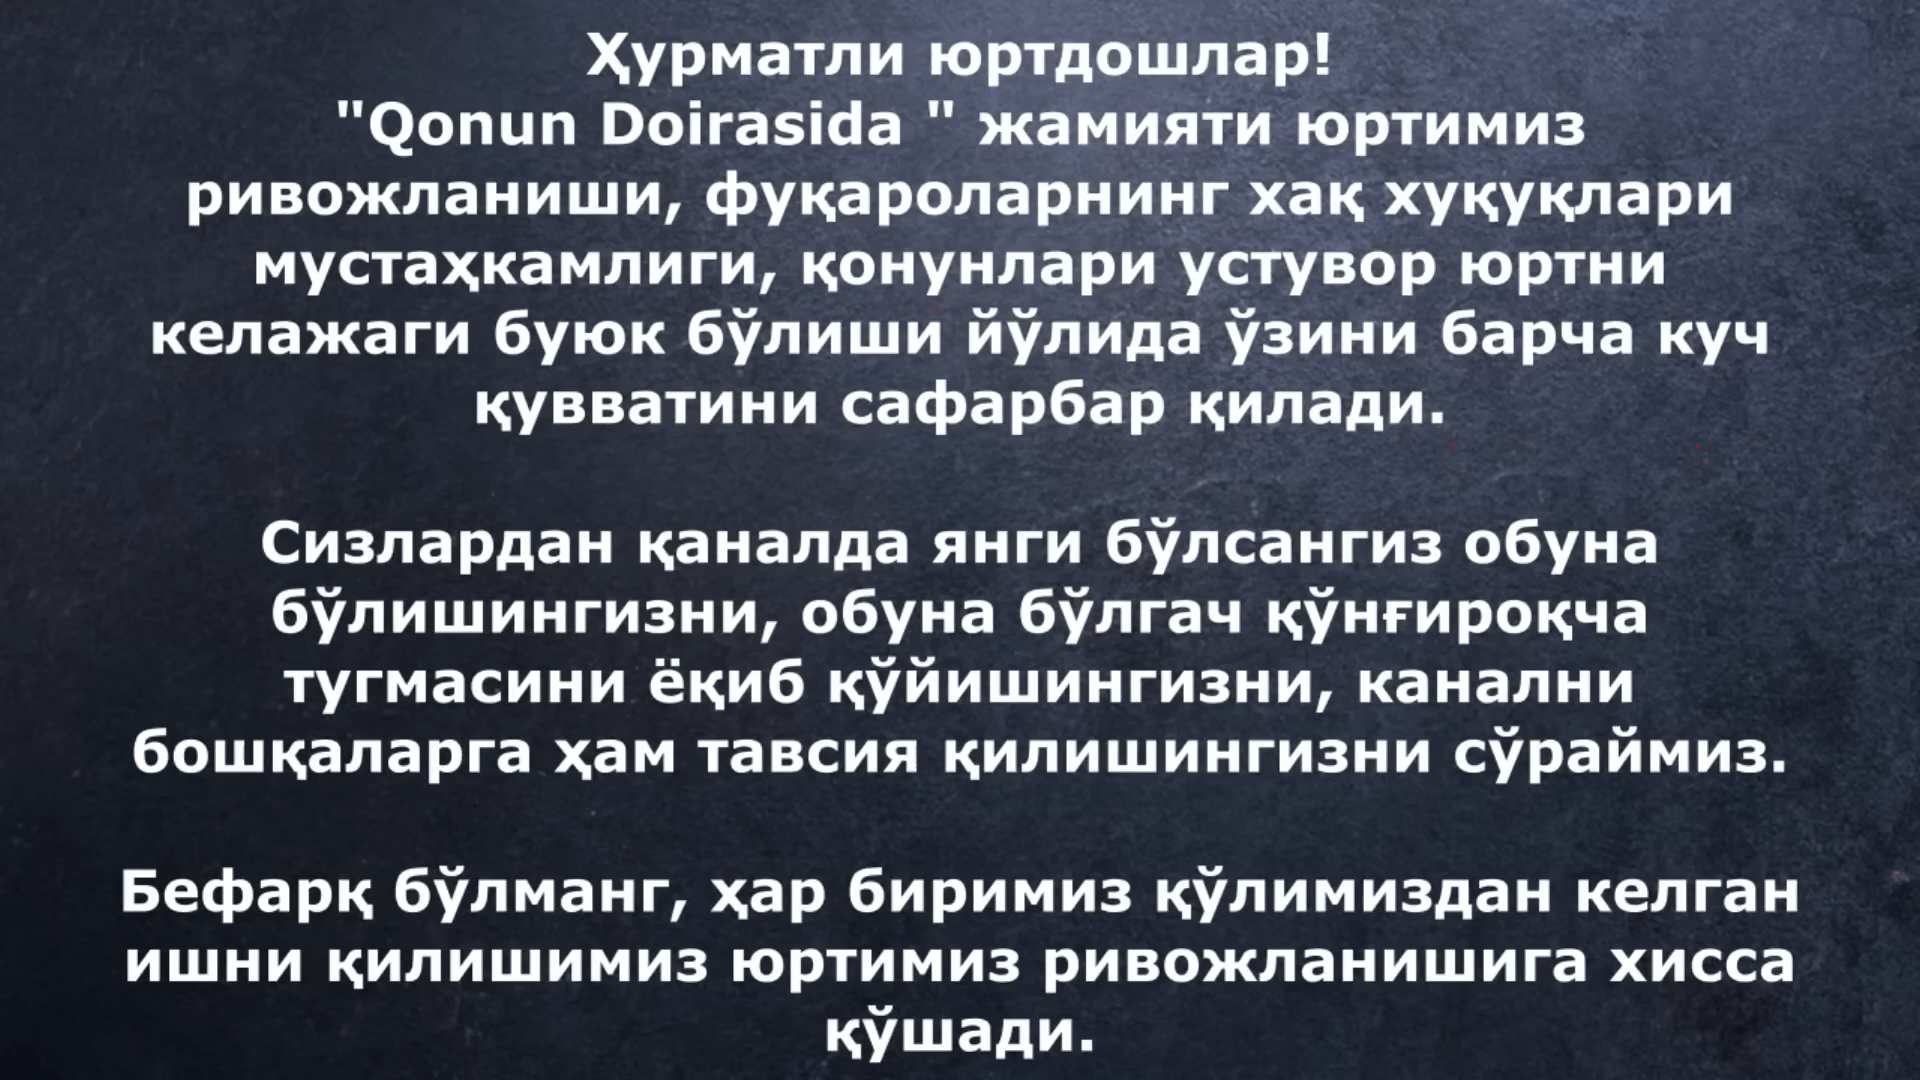 Ҳурматли юртдошлар!
"Qonun Doirasida " жамияти юртимиз
ривожланиши, фуқароларнинг хақ хуқуқлари
мустаҳкамлиги, қонунлари устувор юртни
келажаги буюк бўлиши йўлида ўзини барча куч
қувватини сафарбар қилади.
Сизлардан қаналда янги бўлсангиз обуна
бўлишингизни, обуна бўлгач қўнғироқча
тугмасини ёқиб қўйишингизни, канални
бошқаларга ҳам тавсия қилишингизни сўраймиз.
Бефарқ бўлманг, ҳар биримиз қўлимиздан келган
ишни қилишимиз юртимиз ривожланишига хисса
қўшади.